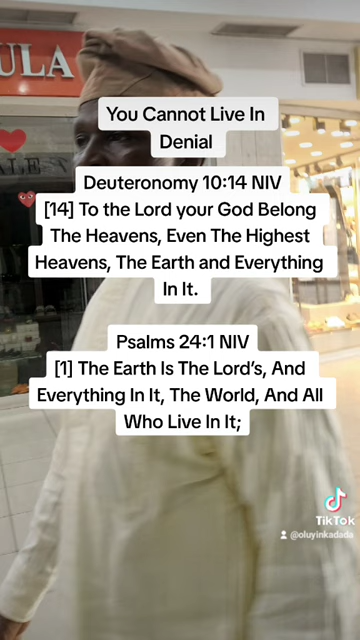 ULA
You Cannot Live In
Denial
ALE
Deuteronomy 10:14 NIV
[14] To the Lord your God Belong
The Heavens, Even The Highest
Heavens, The Earth and Everything
In It.
Psalms 24:1 NIV
[1] The Earth Is The Lord’s, And
Everything In It, The World, And All
Who Live In It;
TikTok
@oluyinkadada